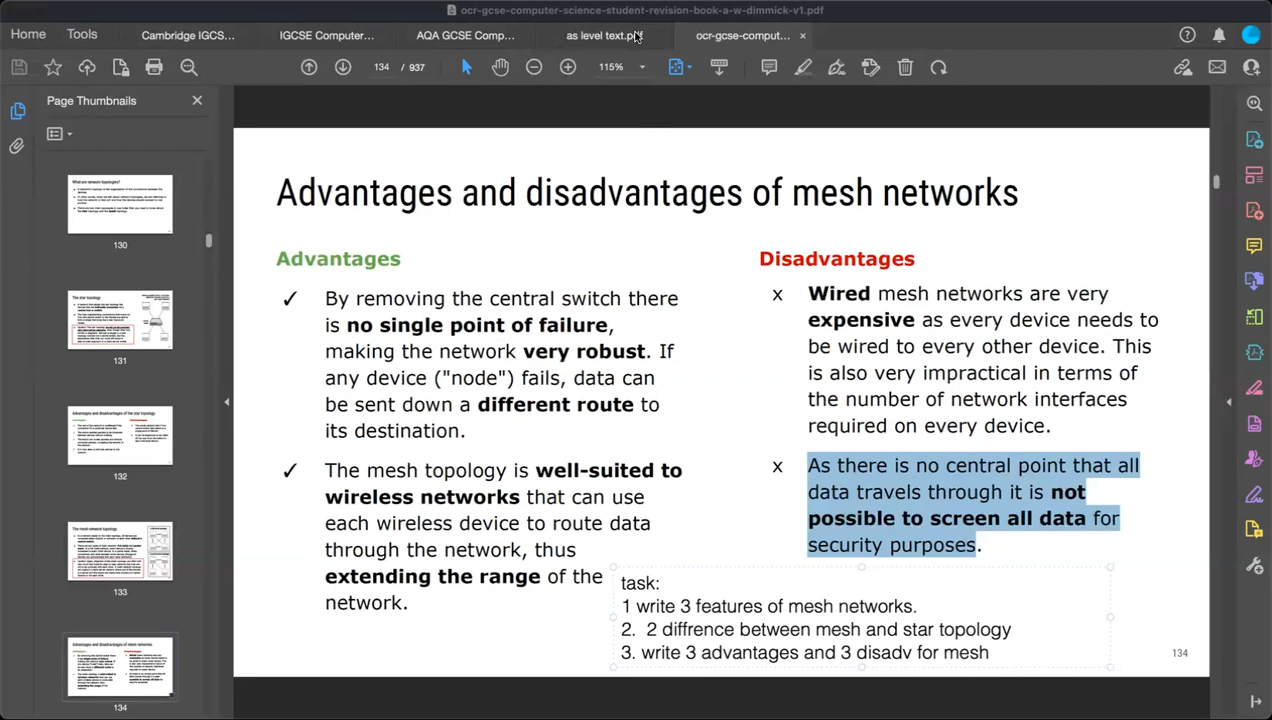 ocr-gcse-computer-science-student-revision-book-a-w-dimmick-v1.pdf
Home
Tools
Cambridge IGCS...
IGCSE Computer...
AQA GCSE Comp...
as level text.pdf
ocr-gcse-comput...
134 / 937
115%
Page Thumbnails
130
131
132
133
134
Advantages and disadvantages of mesh networks
Advantages
✓ By removing the central switch there
is no single point of failure,
making the network very robust. If
any device ("node") fails, data can
be sent down a different route to
its destination.
✓ The mesh topology is well-suited to
wireless networks that can use
each wireless device to route data
through the network, thus
extending the range of the
network.
Disadvantages
x Wired mesh networks are very
expensive as every device needs to
be wired to every other device. This
is also very impractical in terms of
the number of network interfaces
required on every device.
x As there is no central point that all
data travels through it is not
possible to screen all data for
security purposes.
task:
1 write 3 features of mesh networks.
2. 2 diffrence between mesh and star topology
3. write 3 advantages and 3 disadv for mesh
134